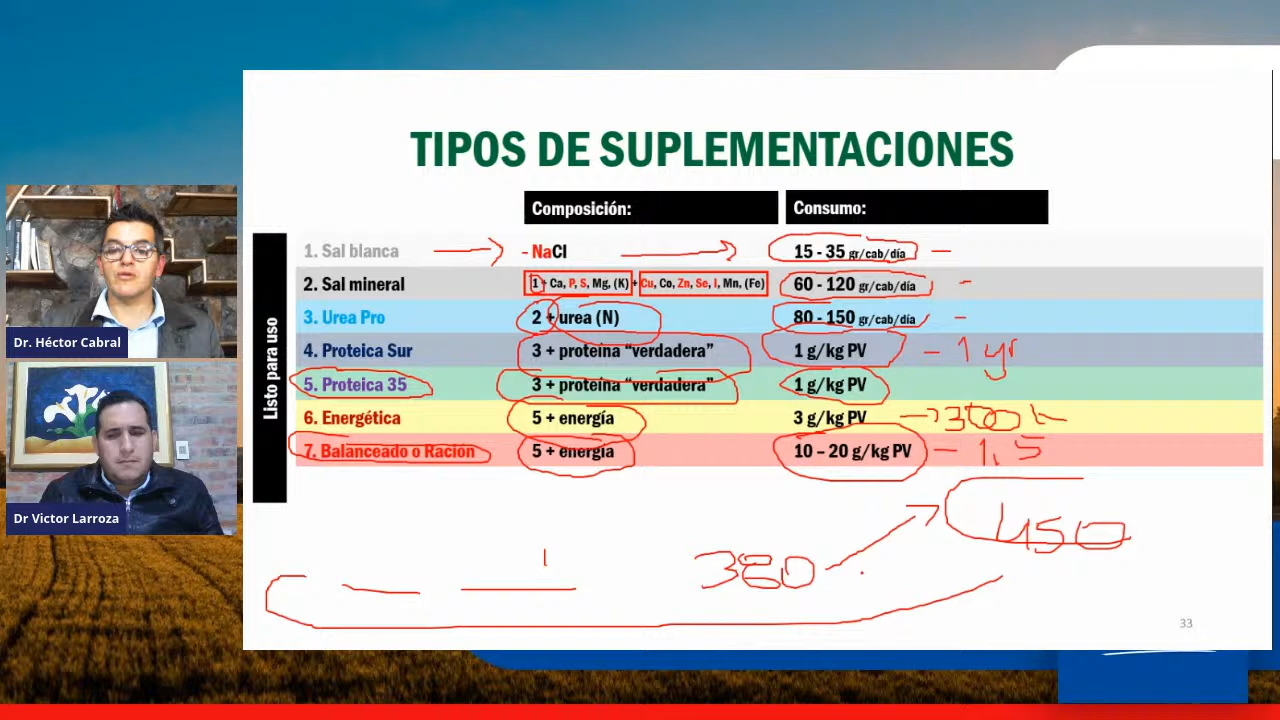 TIPOS DE SUPLEMENTACIONES
Composición: Consumo:
Listo para uso
1. Sal blanca - NaCl 15 - 35 gr/cab/día
2. Sal mineral 1 + Ca, P, S, Mg, (K) + Cu, Co, Zn, Se, I, Mn, (Fe) 60 - 120 gr/cab/día
3. Urea Pro 2 + urea (N) 80 - 150 gr/cab/día
4. Proteica Sur 3 + proteína “verdadera” 1 g/kg PV - 1 gr
5. Proteica 35 3 + proteína “verdadera” 1 g/kg PV
6. Energética 5 + energía 3 g/kg PV
7. Balanceado o Ración 5 + energía 10 – 20 g/kg PV - 1,5
450
380
33
Dr. Héctor Cabral
Dr Victor Larroza